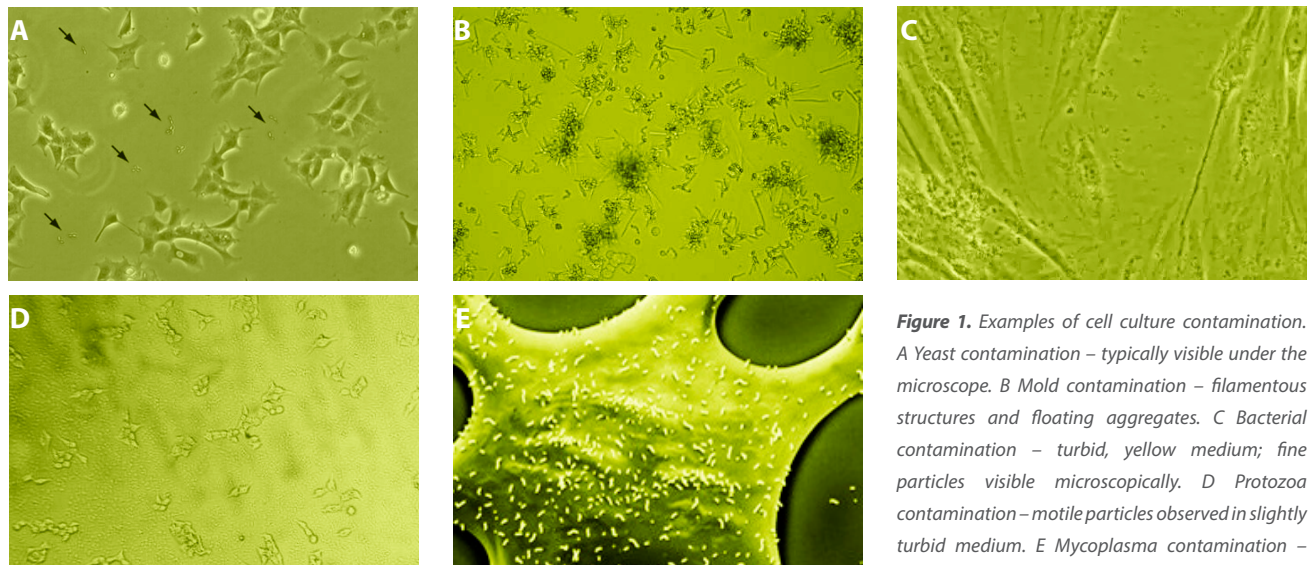 A
B
C
D
E
Figure 1. Examples of cell culture contamination.
A Yeast contamination – typically visible under the
microscope. B Mold contamination – filamentous
structures and floating aggregates. C Bacterial
contamination – turbid, yellow medium; fine
particles visible microscopically. D Protozoa
contamination – motile particles observed in slightly
turbid medium. E Mycoplasma contamination –